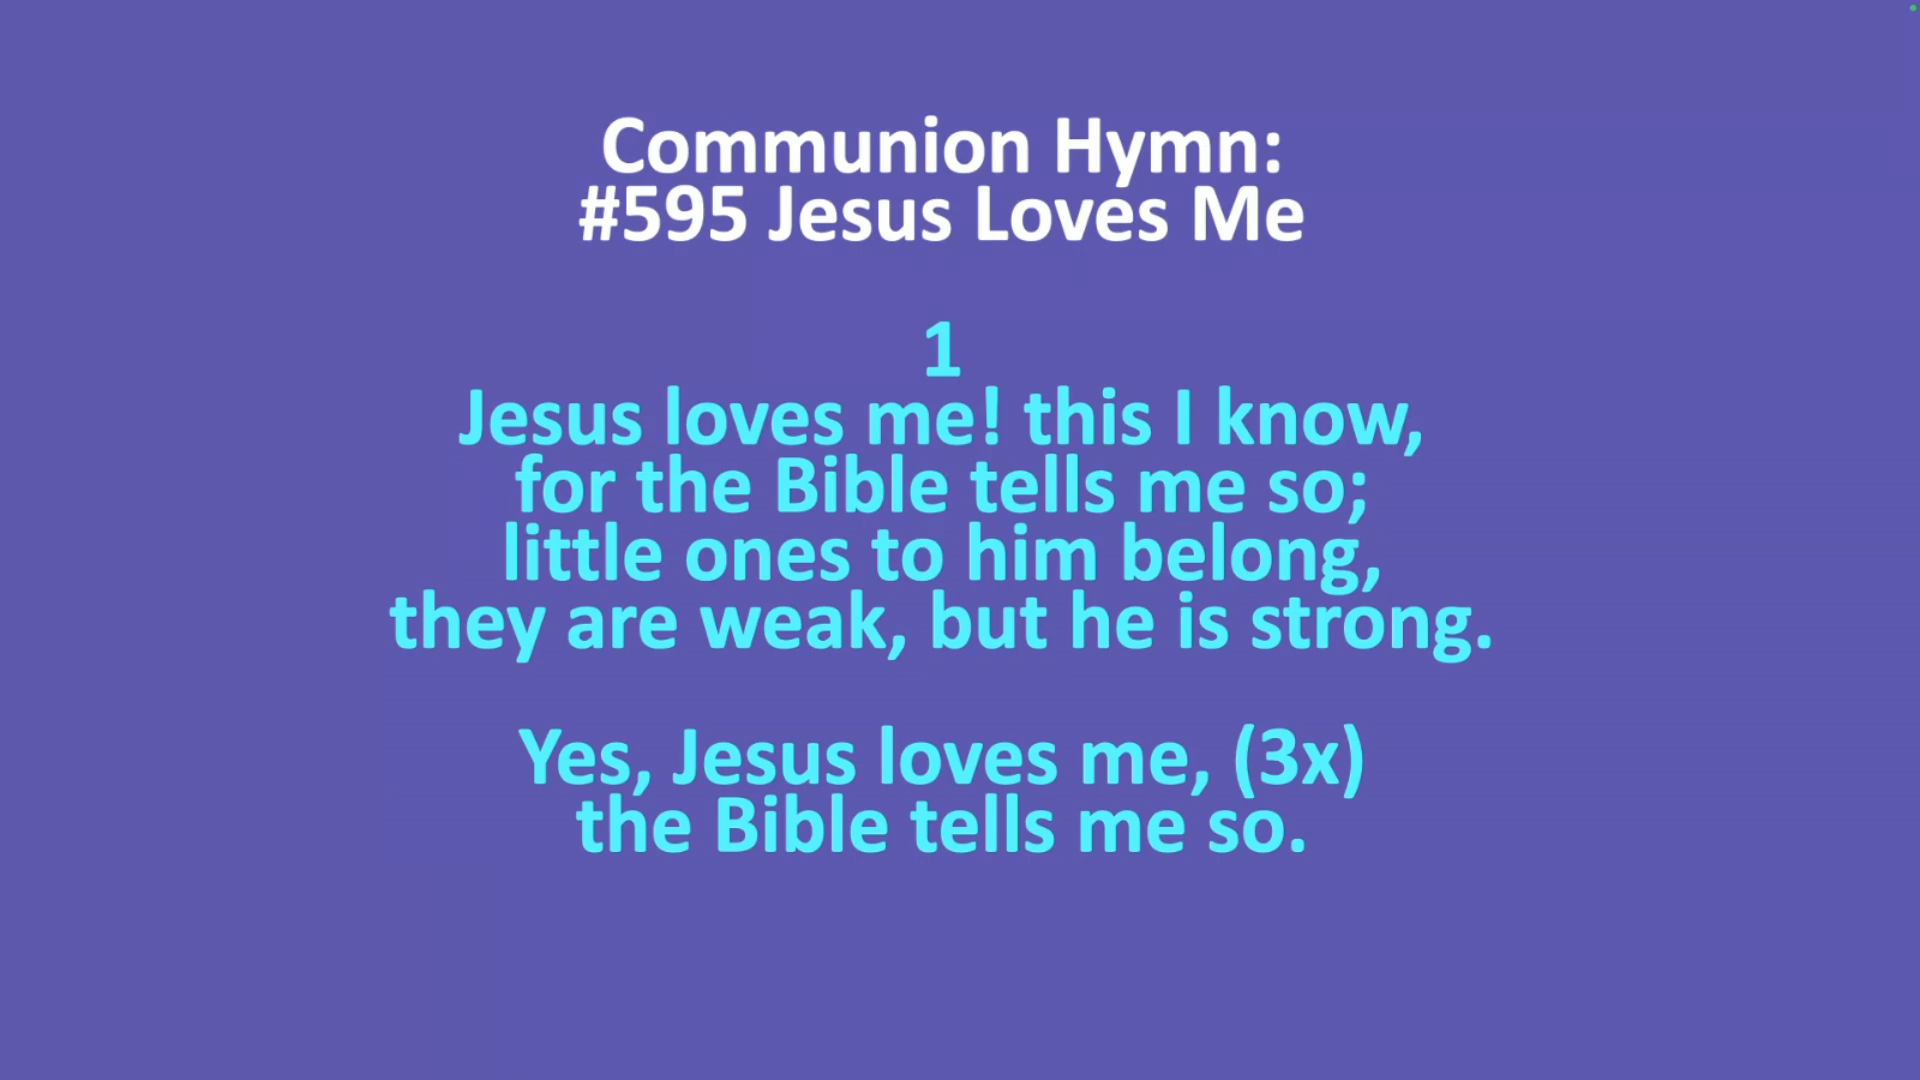 Communion Hymn:
#595 Jesus Loves Me
1
Jesus loves me! this I know,
for the Bible tells me so;
little ones to him belong,
they are weak, but he is strong.
Yes, Jesus loves me, (3x)
the Bible tells me so.